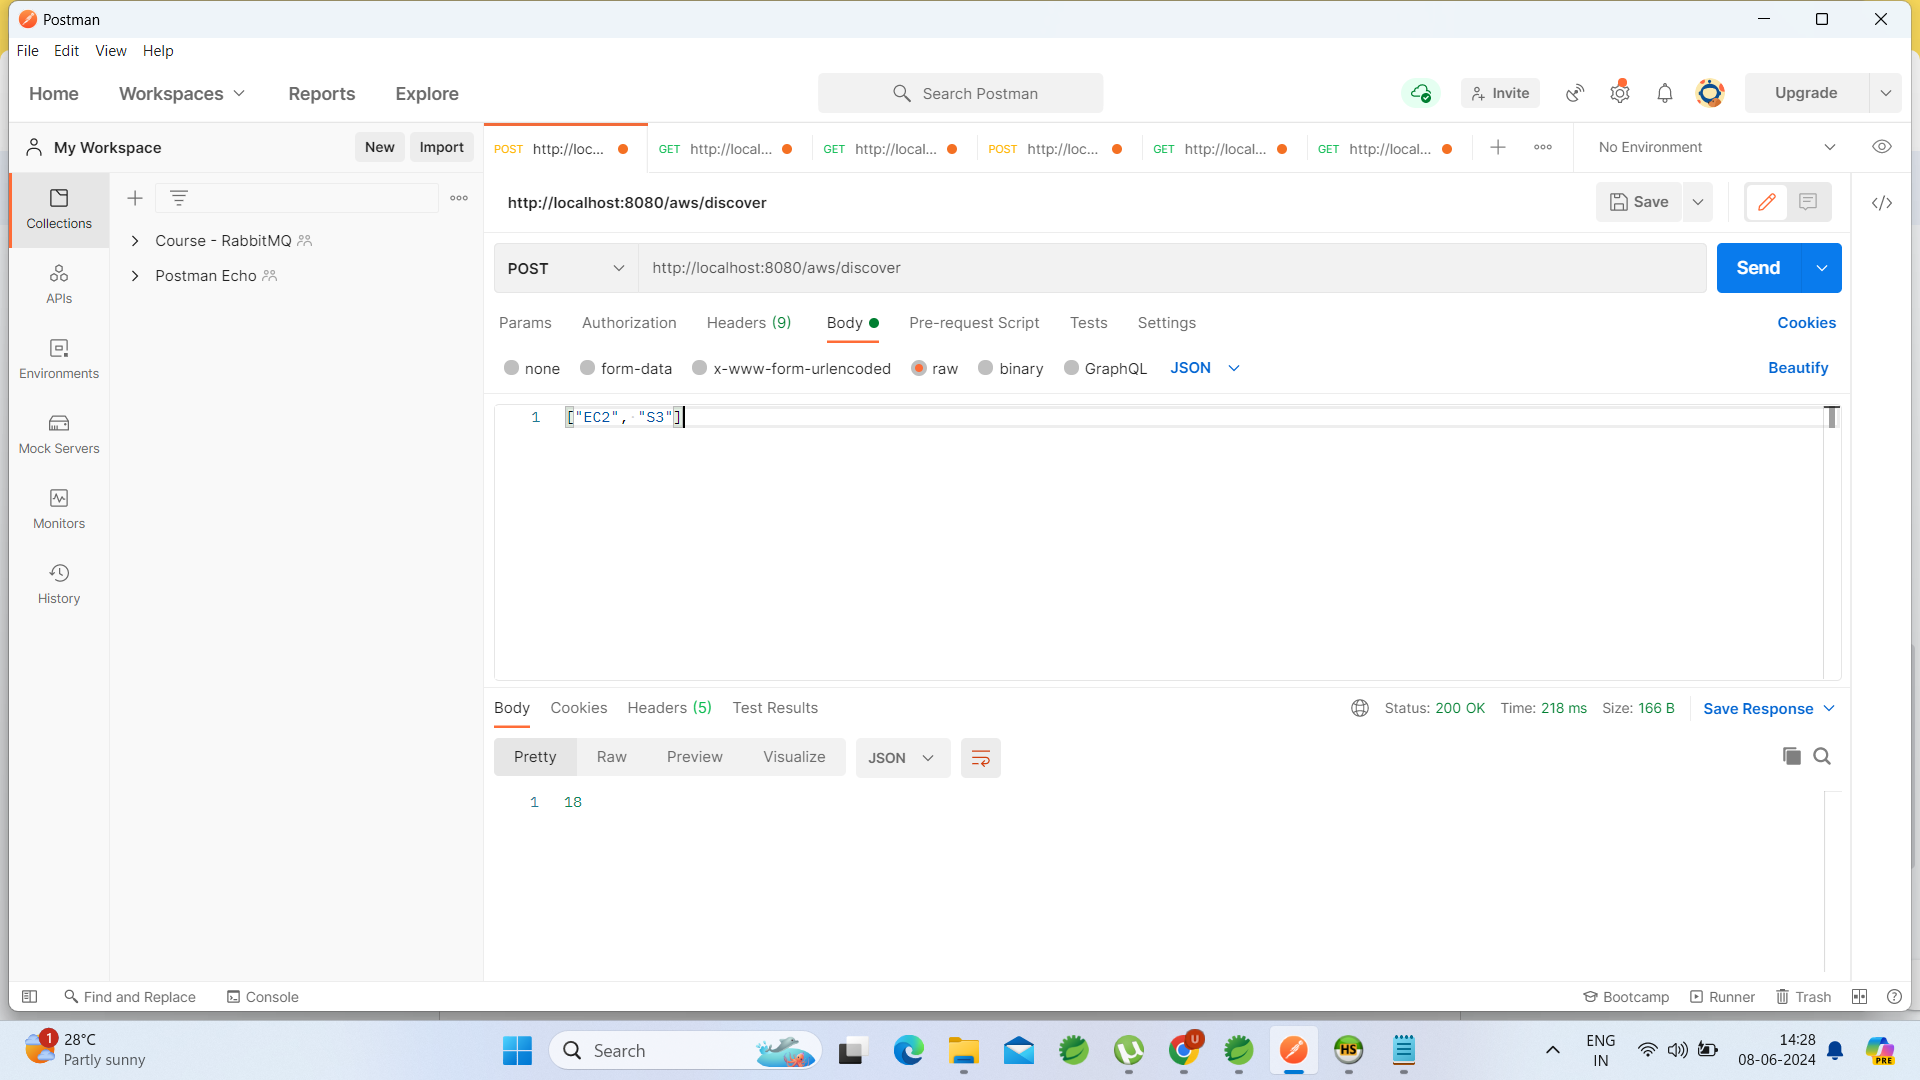 Postman
File Edit View Help
Home Workspaces Reports Explore Search Postman Invite Upgrade
My Workspace New Import POST http://loc... GET http://local... GET http://local... POST http://loc... GET http://local... GET http://local... No Environment
Collections
APIs
Environments
Mock Servers
Monitors
History
Course - RabbitMQ
Postman Echo
http://localhost:8080/aws/discover Save
POST http://localhost:8080/aws/discover Send
Params Authorization Headers (9) Body Pre-request Script Tests Settings Cookies
none form-data x-www-form-urlencoded raw binary GraphQL JSON Beautify
1 ["EC2", "S3"]
Body Cookies Headers (5) Test Results Status: 200 OK Time: 218 ms Size: 166 B Save Response
Pretty Raw Preview Visualize JSON
1 18
Find and Replace Console Bootcamp Runner Trash
1 28°C
Partly sunny
Search
U
HS
ENG
IN
14:28
08-06-2024
PRE